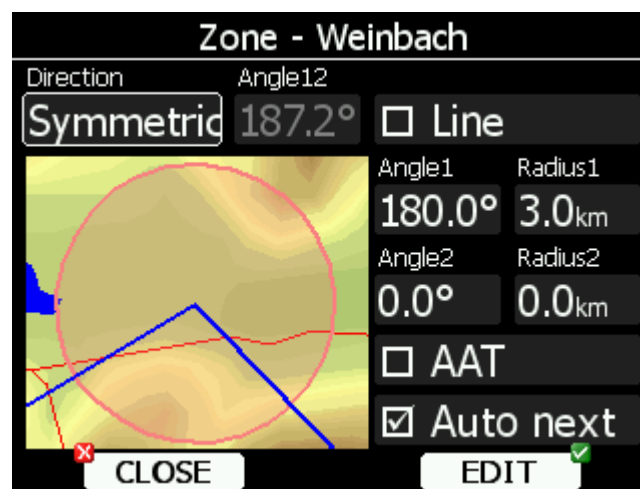 Zone - Weinbach
Direction Angle12
Symmetric 187.2° Line
Angle1 Radius1
180.0° 3.0km
Angle2 Radius2
0.0° 0.0km
AAT
Auto next
CLOSE EDIT